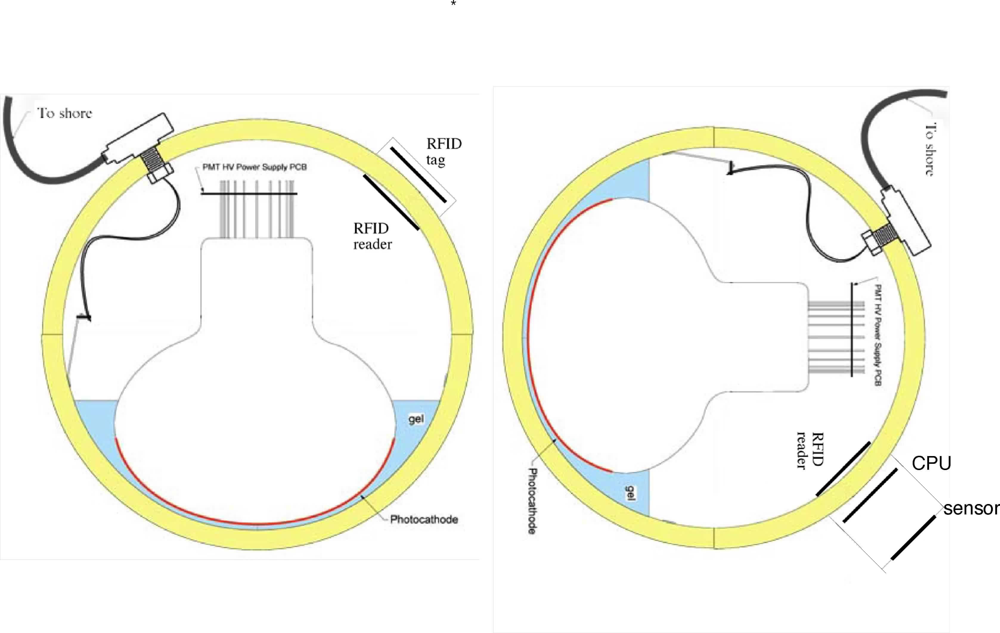 *
To shore
RFID
tag
PMT HV Power Supply PCB
RFID
reader
gel
Photocathode
To shore
PMT HV Power Supply PCB
RFID
reader
CPU
sensor
Photocathode
gel